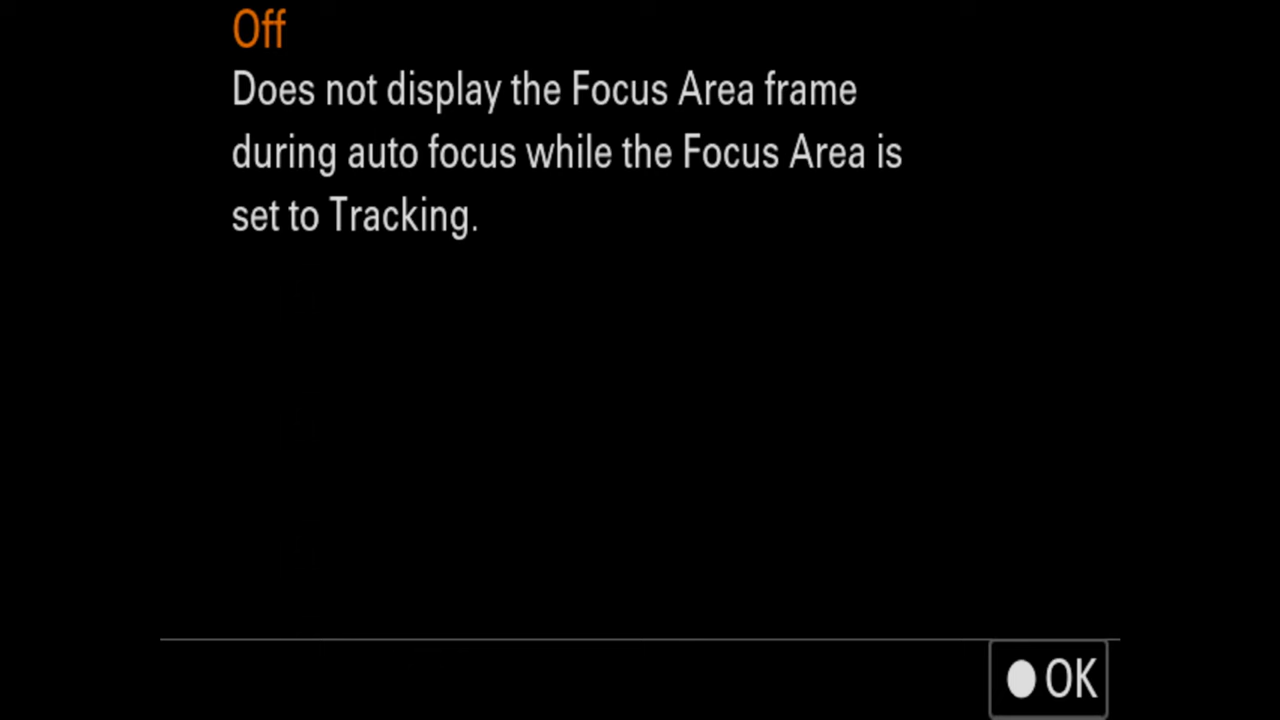 Off
Does not display the Focus Area frame
during auto focus while the Focus Area is
set to Tracking.
OK